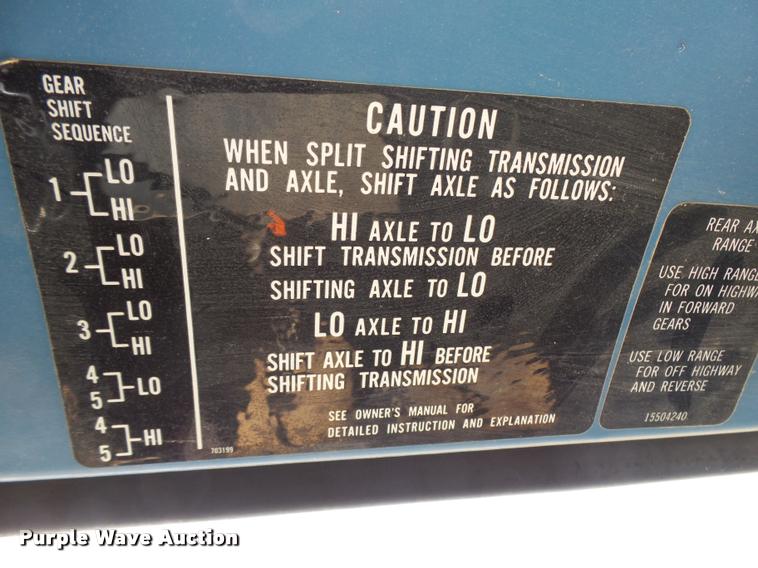 GEAR
SHIFT
SEQUENCE
1 LO
HI
2 LO
HI
3 LO
HI
4
5 LO
4
5 HI
CAUTION
WHEN SPLIT SHIFTING TRANSMISSION
AND AXLE, SHIFT AXLE AS FOLLOWS:
HI AXLE TO LO
SHIFT TRANSMISSION BEFORE
SHIFTING AXLE TO LO
LO AXLE TO HI
SHIFT AXLE TO HI BEFORE
SHIFTING TRANSMISSION
SEE OWNER'S MANUAL FOR
DETAILED INSTRUCTION AND EXPLANATION
703199
REAR
RANGE
USE HIGH RANGE
FOR ON
IN FORWARD
GEARS
USE LOW RANGE
FOR OFF HIGHWAY
AND REVERSE
15504240
Purple Wave Auction